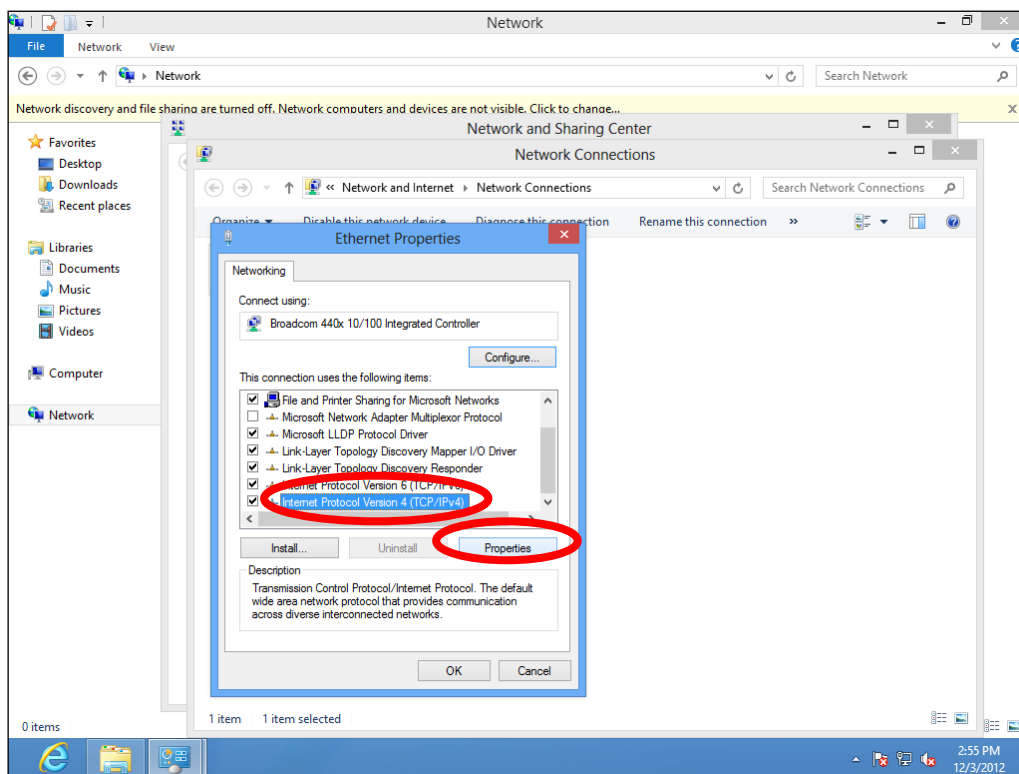 Network
File Network View
Network
Search Network
Network discovery and file sharing are turned off. Network computers and devices are not visible. Click to change...
Favorites
Desktop
Downloads
Recent places
Libraries
Documents
Music
Pictures
Videos
Computer
Network
0 items
Network and Sharing Center
Network Connections
« Network and Internet Network Connections
Search Network Connections
Organize Disable this network device Diagnose this connection Rename this connection »
Ethernet Properties
Networking
Connect using:
Broadcom 440x 10/100 Integrated Controller
Configure...
This connection uses the following items:
File and Printer Sharing for Microsoft Networks
Microsoft Network Adapter Multiplexor Protocol
Microsoft LLDP Protocol Driver
Link-Layer Topology Discovery Mapper I/O Driver
Link-Layer Topology Discovery Responder
Internet Protocol Version 6 (TCP/IPv6)
Internet Protocol Version 4 (TCP/IPv4)
Install... Uninstall Properties
Description
Transmission Control Protocol/Internet Protocol. The default
wide area network protocol that provides communication
across diverse interconnected networks.
OK Cancel
1 item 1 item selected
2:55 PM
12/3/2012